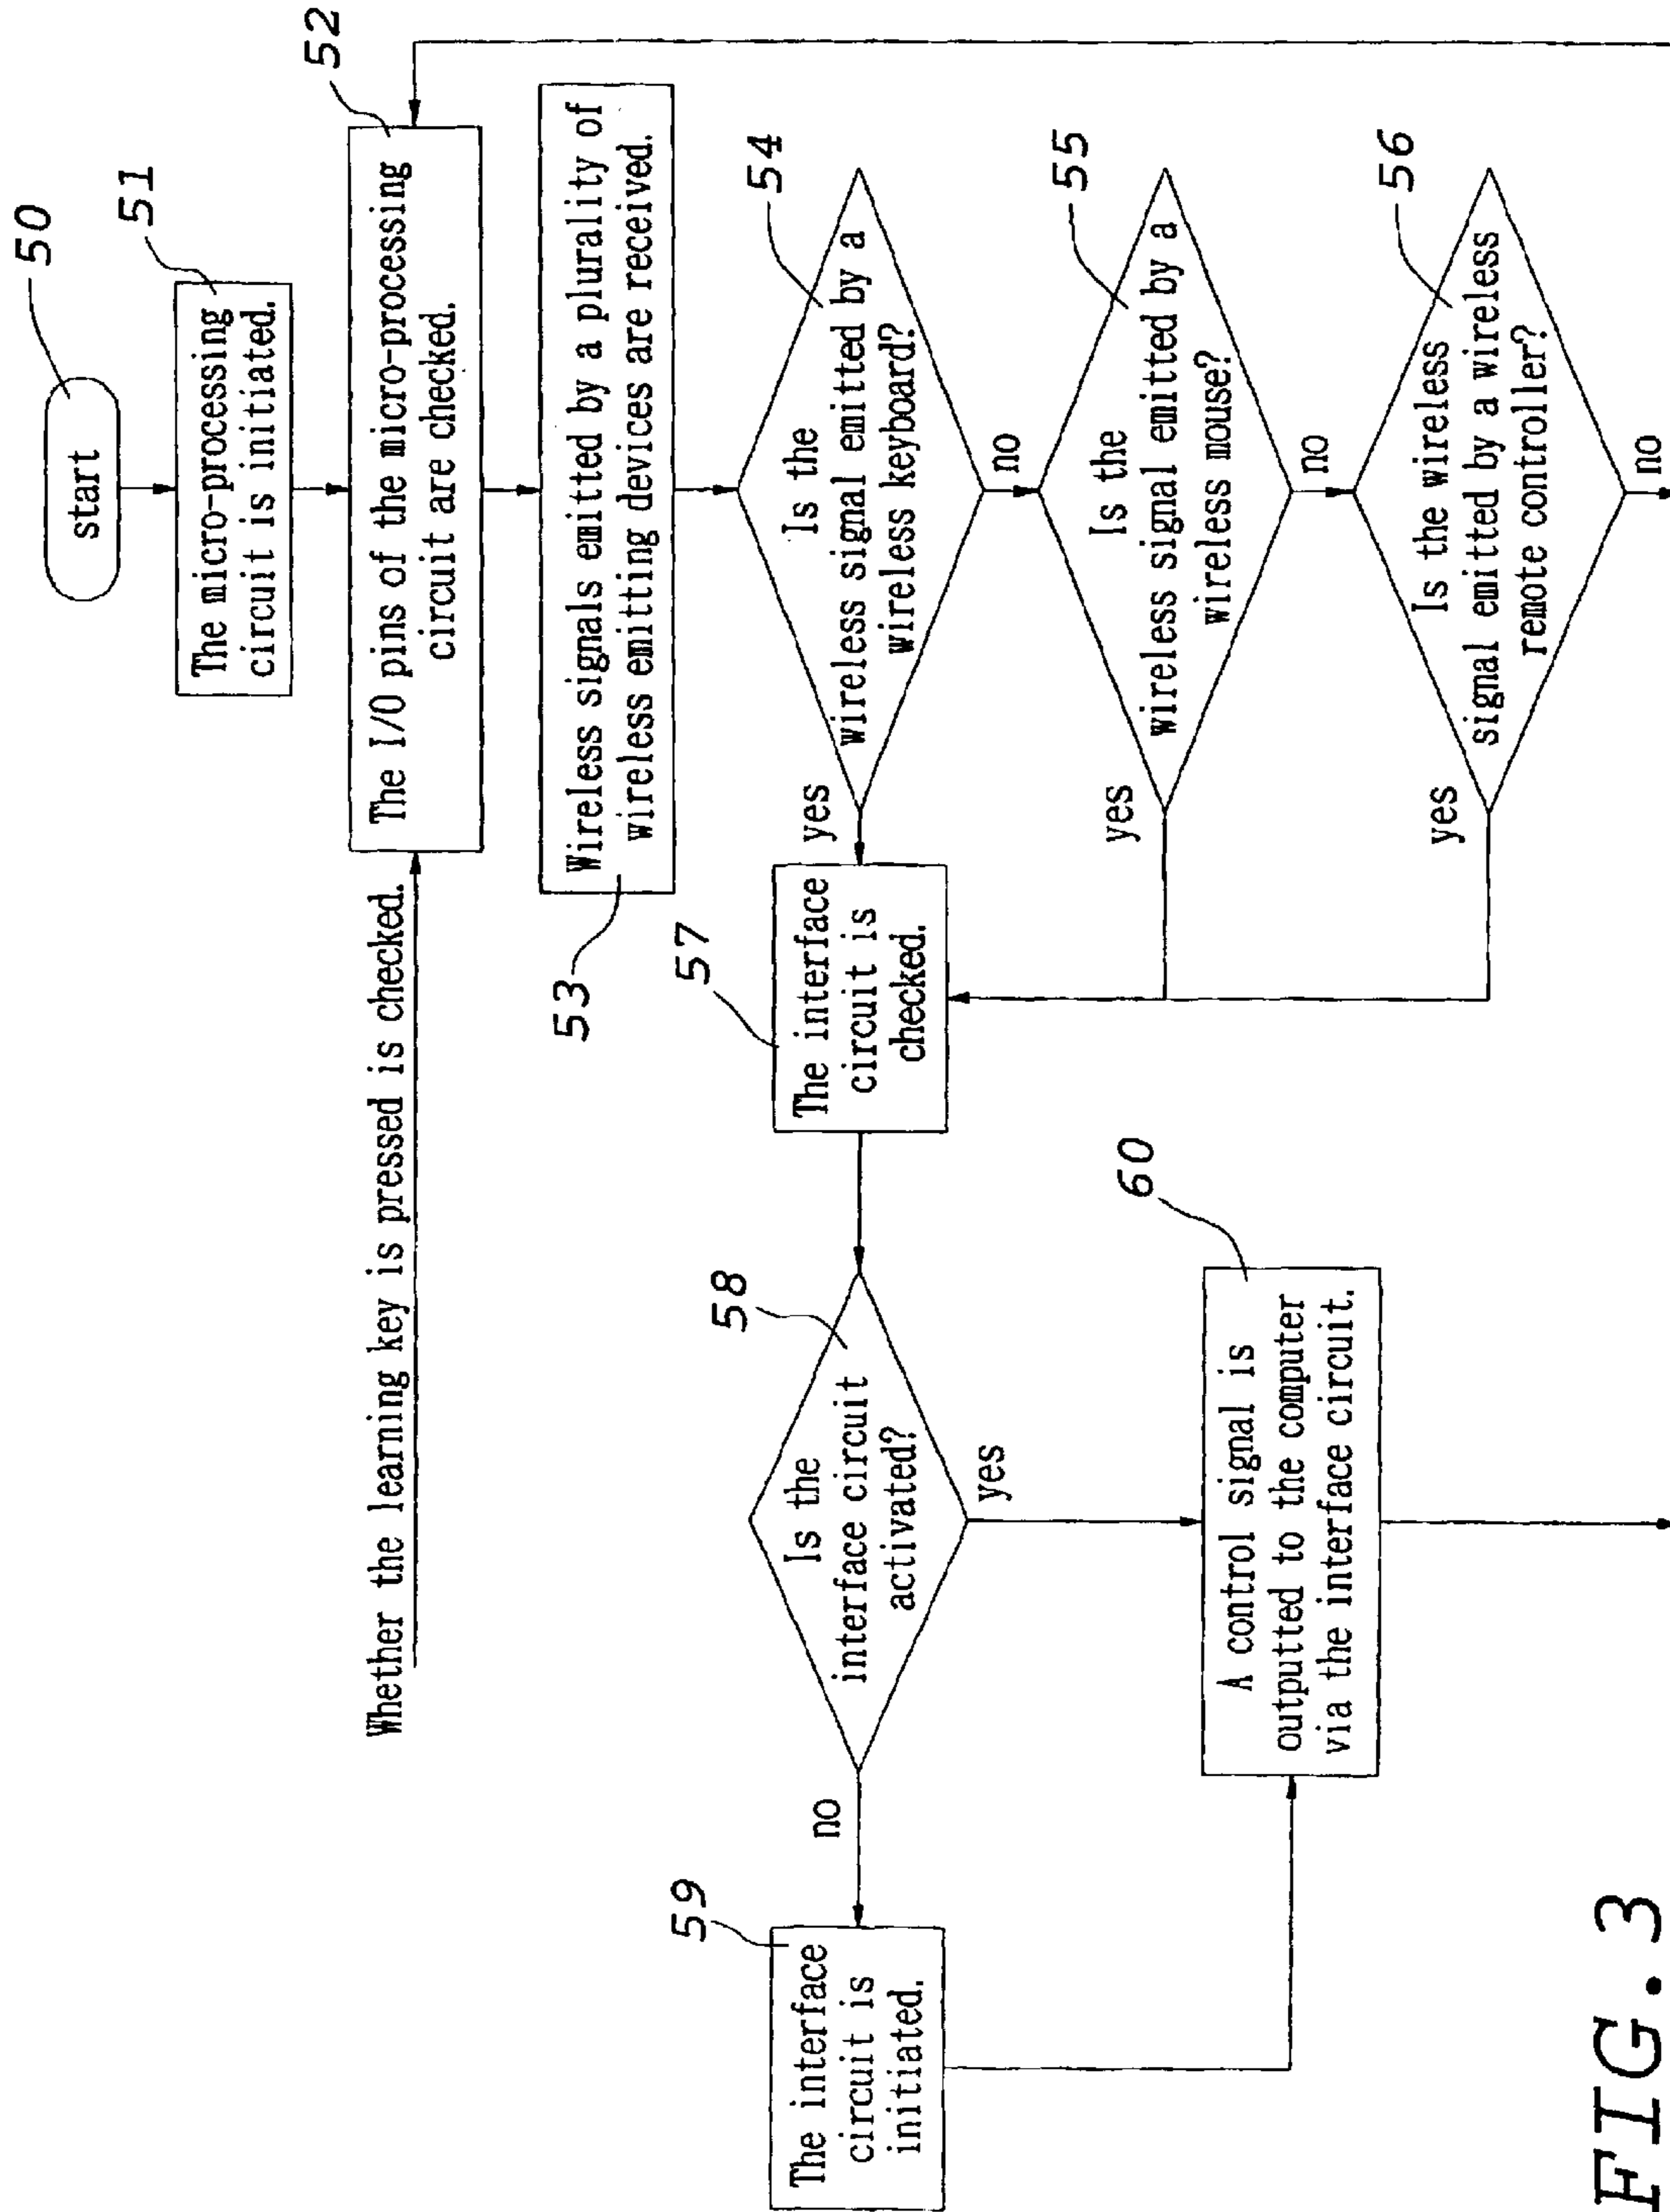 50
start
51
The micro-processing
circuit is initiated.
52
The I/O pins of the micro-processing
circuit are checked.
Whether the learning key is pressed is checked.
53
Wireless signals emitted by a plurality of
wireless emitting devices are received.
54
Is the
wireless signal emitted by a
wireless keyboard?
yes
no
55
Is the
wireless signal emitted by a
wireless mouse?
yes
no
56
Is the wireless
signal emitted by a wireless
remote controller?
yes
no
57
The interface
circuit is
checked.
58
Is the
interface circuit
activated?
no
yes
59
The interface
circuit is
initiated.
60
A control signal is
outputted to the computer
via the interface circuit.
FIG.3